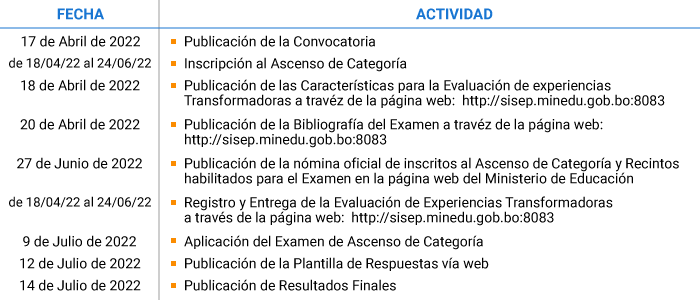 FECHA ACTIVIDAD
17 de Abril de 2022 Publicación de la Convocatoria
de 18/04/22 al 24/06/22 Inscripción al Ascenso de Categoría
18 de Abril de 2022 Publicación de las Características para la Evaluación de experiencias
Transformadoras a travéz de la página web: http://sisep.minedu.gob.bo:8083
20 de Abril de 2022 Publicación de la Bibliografía del Examen a travéz de la página web:
http://sisep.minedu.gob.bo:8083
27 de Junio de 2022 Publicación de la nómina oficial de inscritos al Ascenso de Categoría y Recintos
habilitados para el Examen en la página web del Ministerio de Educación
de 18/04/22 al 24/06/22 Registro y Entrega de la Evaluación de Experiencias Transformadoras
a través de la página web: http://sisep.minedu.gob.bo:8083
9 de Julio de 2022 Aplicación del Examen de Ascenso de Categoría
12 de Julio de 2022 Publicación de la Plantilla de Respuestas vía web
14 de Julio de 2022 Publicación de Resultados Finales